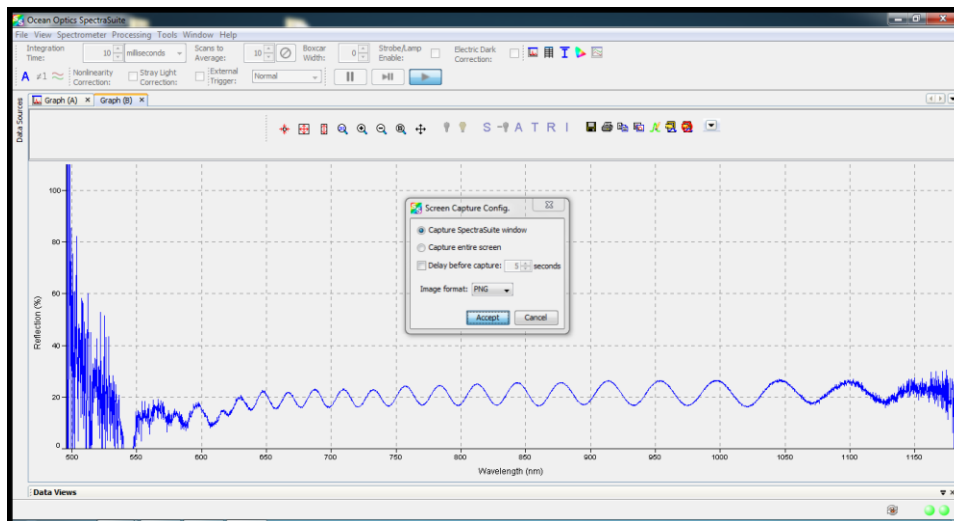 Ocean Optics SpectraSuite
File View Spectrometer Processing Tools Window Help
Integration Time: 10 milliseconds Scans to Average: 10 Boxcar Width: 0 Strobe/Lamp Enable: Electric Dark Correction:
A ≠1 Nonlinearity Correction: Stray Light Correction: External Trigger: Normal
Data Sources
Graph (A) × Graph (B) ×
S A T R I
Screen Capture Config.
Capture SpectraSuite window
Capture entire screen
Delay before capture: 5 seconds
Image format: PNG
Accept Cancel
Reflection (%)
100
80
60
40
20
0
500 550 600 650 700 750 800 850 900 950 1000 1050 1100 1150
Wavelength (nm)
Data Views